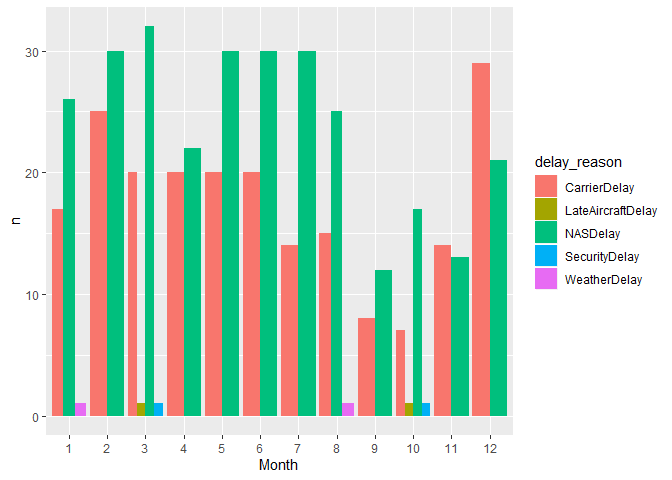 n
30
20
10
0
1 2 3 4 5 6 7 8 9 10 11 12
Month
delay_reason
CarrierDelay
LateAircraftDelay
NASDelay
SecurityDelay
WeatherDelay